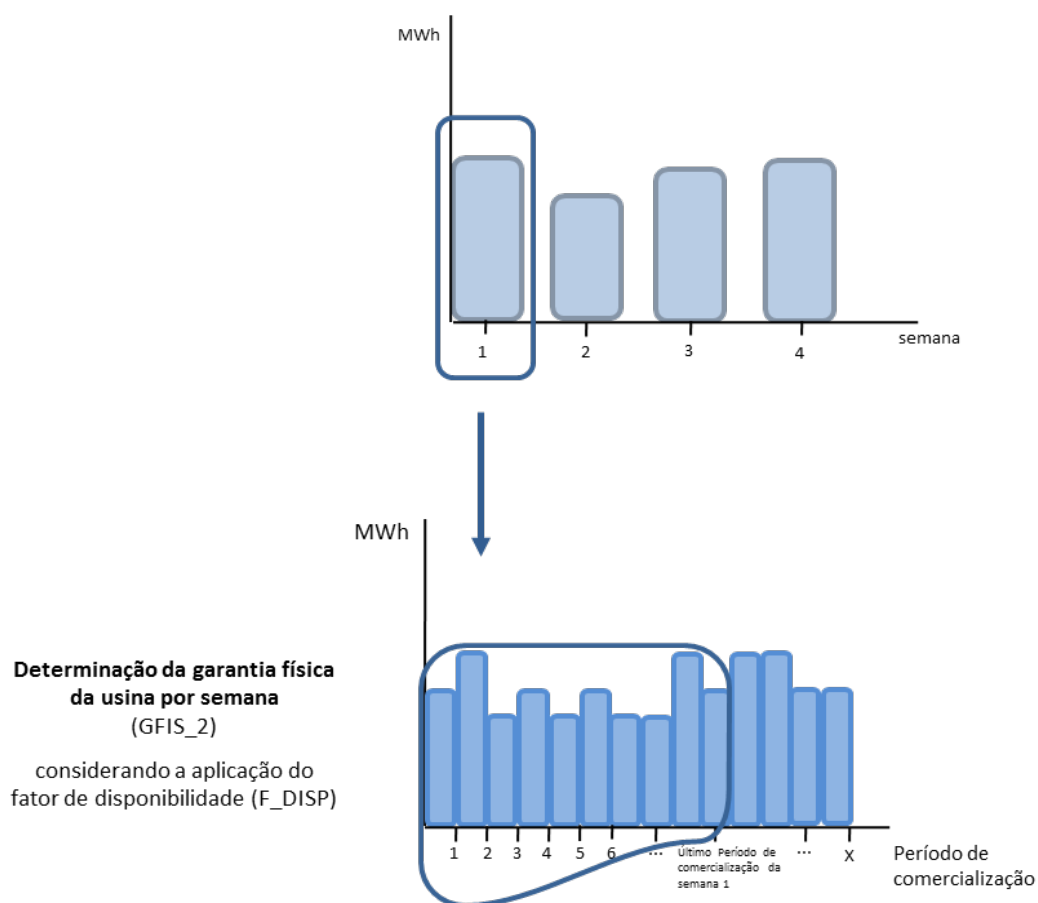 MWh
semana
1
2
3
4
MWh
Determinação da garantia física
da usina por semana
(GFIS_2)
considerando a aplicação do
fator de disponibilidade (F_DISP)
1 2 3 4 5 6 ... Último Período de ... X
comercialização da
semana 1
Período de
comercialização